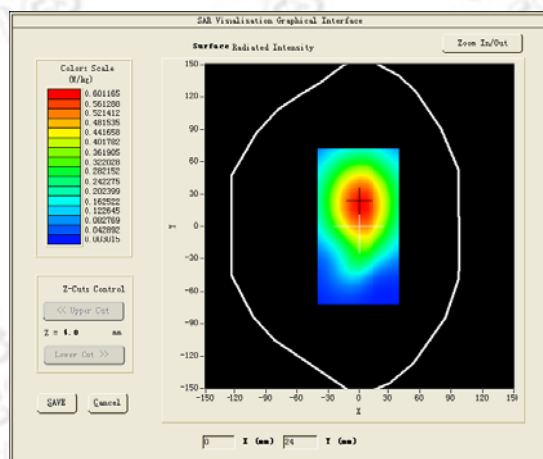 SAR Visualisation Graphical Interface
Surface Radiated Intensity
Zoom In/Out
Color: Scale
(W/kg)
0.601165
0.561288
0.521412
0.481535
0.441658
0.401782
0.361905
0.322028
0.282152
0.242275
0.202399
0.162522
0.122645
0.082769
0.042892
0.003015
Z-Cuts Control
<< Upper Cut
Z = 4.0 mm
Lower Cut >>
SAVE
Cancel
150
120
90
60
30
0
-30
-60
-90
-120
-150
Y
-150 -120 -90 -60 -30 0 30 60 90 120 150
X
0 X (mm) 24 Y (mm)